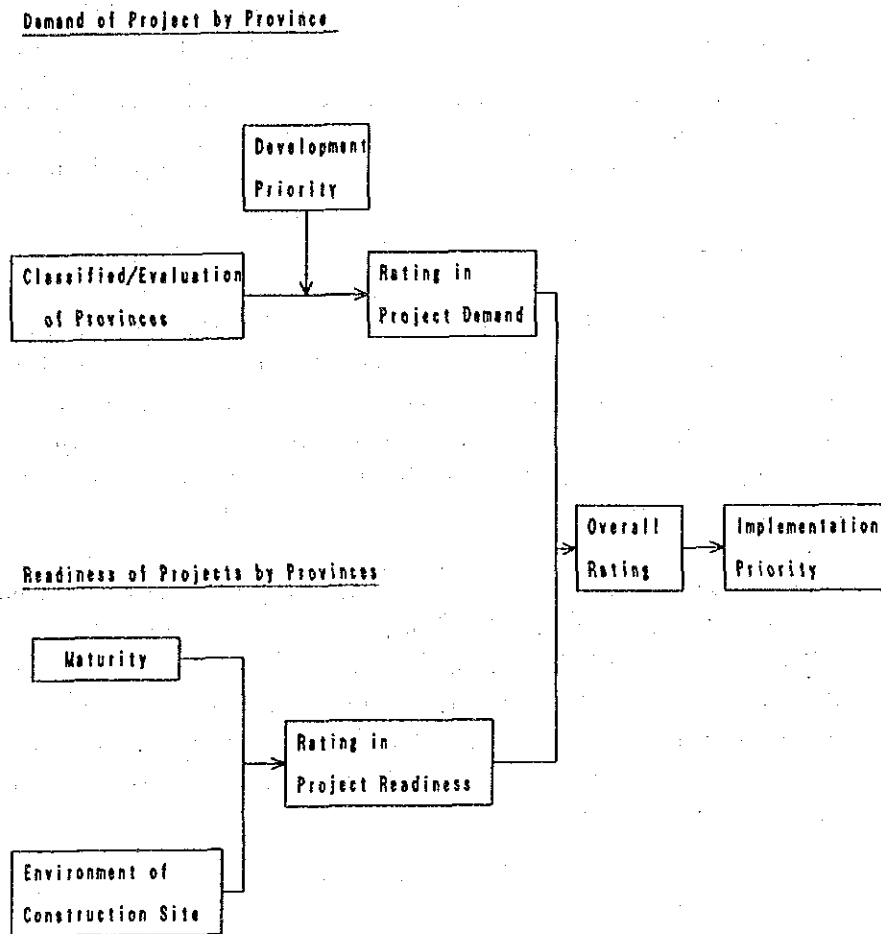 Demand of Project by Province
Development
Priority
Classified/Evaluation
of Provinces
Rating in
Project Demand
Overall
Rating
Implementation
Priority
Readiness of Projects by Provinces
Maturity
Rating in
Project Readiness
Environment of
Construction Site